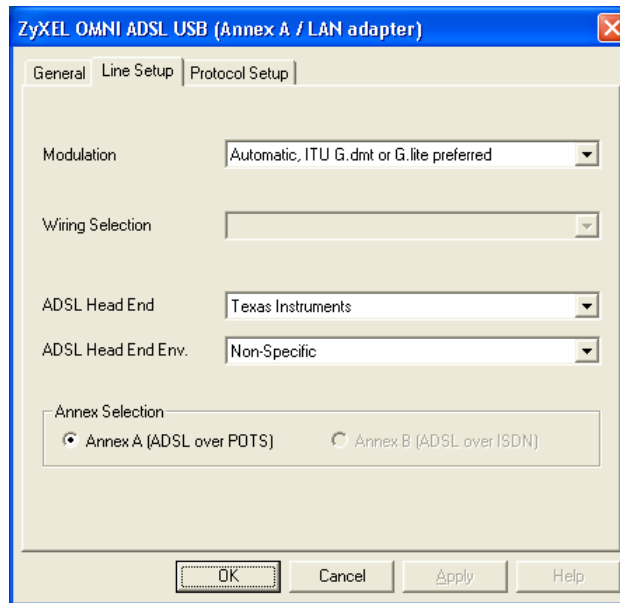 ZyXEL OMNI ADSL USB (Annex A / LAN adapter)
General Line Setup Protocol Setup
Modulation Automatic, ITU G.dmt or G.lite preferred
Wiring Selection
ADSL Head End Texas Instruments
ADSL Head End Env. Non-Specific
Annex Selection
Annex A (ADSL over POTS) Annex B (ADSL over ISDN)
OK Cancel Apply Help